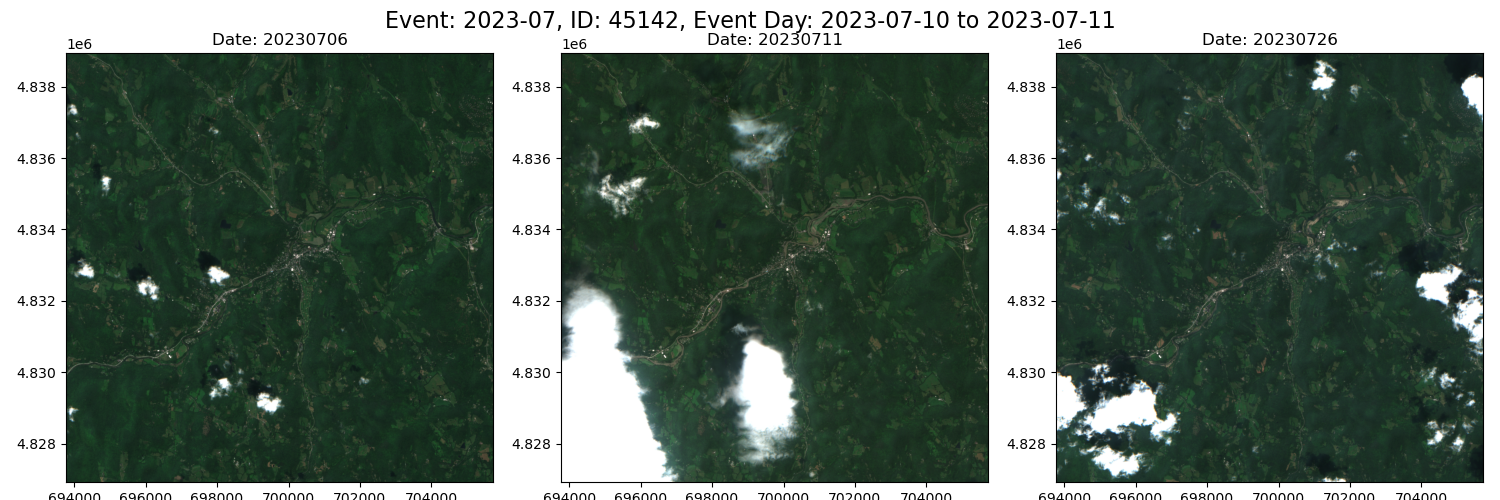 Event: 2023-07, ID: 45142, Event Day: 2023-07-10 to 2023-07-11
1e6 Date: 20230706
1e6 Date: 20230711
1e6 Date: 20230726
4.838 4.838 4.838
4.836 4.836 4.836
4.834 4.834 4.834
4.832 4.832 4.832
4.830 4.830 4.830
4.828 4.828 4.828
694000 696000 698000 700000 702000 704000 694000 696000 698000 700000 702000 704000 694000 696000 698000 700000 702000 704000